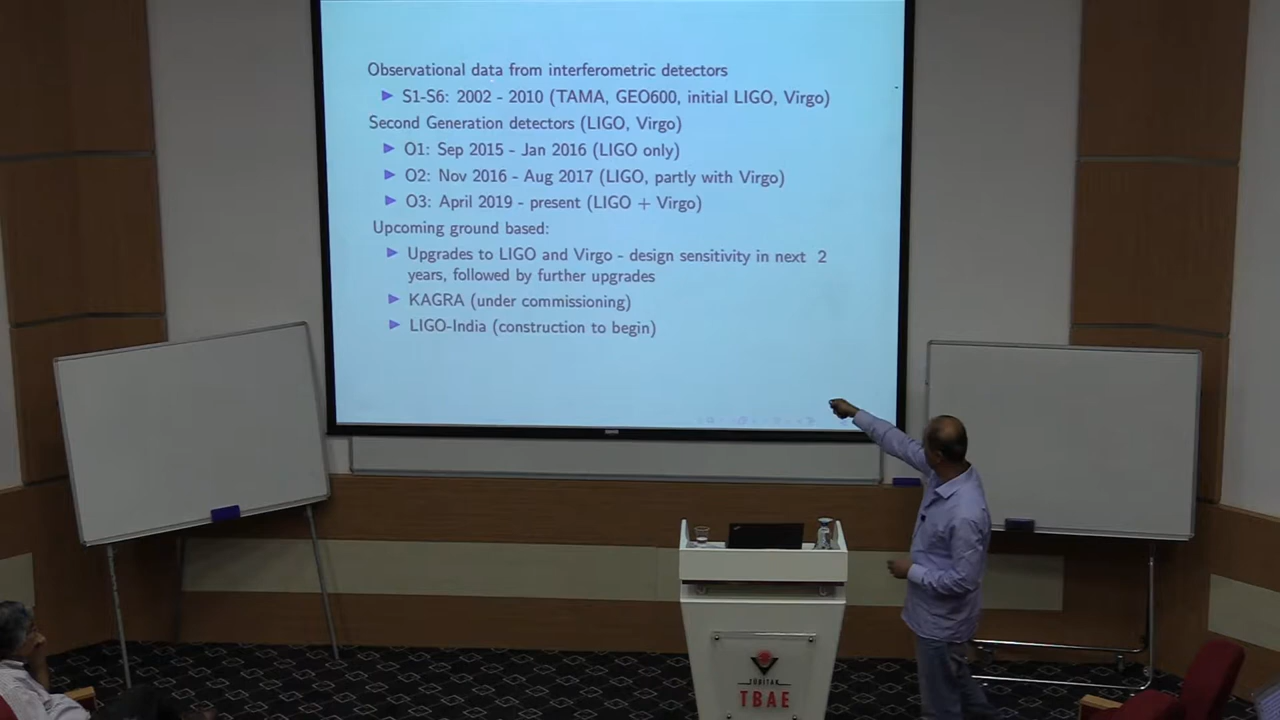 Observational data from interferometric detectors
S1-S6: 2002 - 2010 (TAMA, GEO600, initial LIGO, Virgo)
Second Generation detectors (LIGO, Virgo)
O1: Sep 2015 - Jan 2016 (LIGO only)
O2: Nov 2016 - Aug 2017 (LIGO, partly with Virgo)
O3: April 2019 - present (LIGO + Virgo)
Upcoming ground based:
Upgrades to LIGO and Virgo - design sensitivity in next 2
years, followed by further upgrades
KAGRA (under commissioning)
LIGO-India (construction to begin)
TÜBİTAK
TBAE